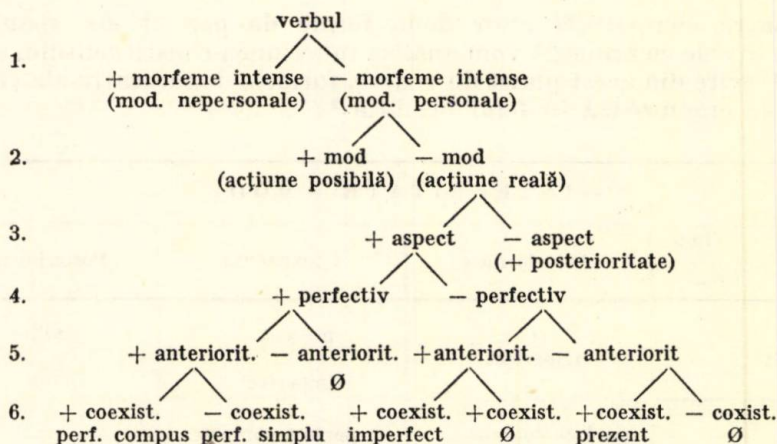 verbul
1.
+ morfeme intense — morfeme intense
(mod. nepersonale) (mod. personale)
2. + mod — mod
(acțiune posibilă) (acțiune reală)
3. + aspect — aspect
(+ posterioritate)
4. + perfectiv — perfectiv
5. + anteriorit. — anteriorit. +anteriorit. — anteriorit
Ø
6. + coexist. — coexist. + coexist. +coexist. +coexist. — coxist.
perf. compus perf. simplu imperfect Ø prezent Ø